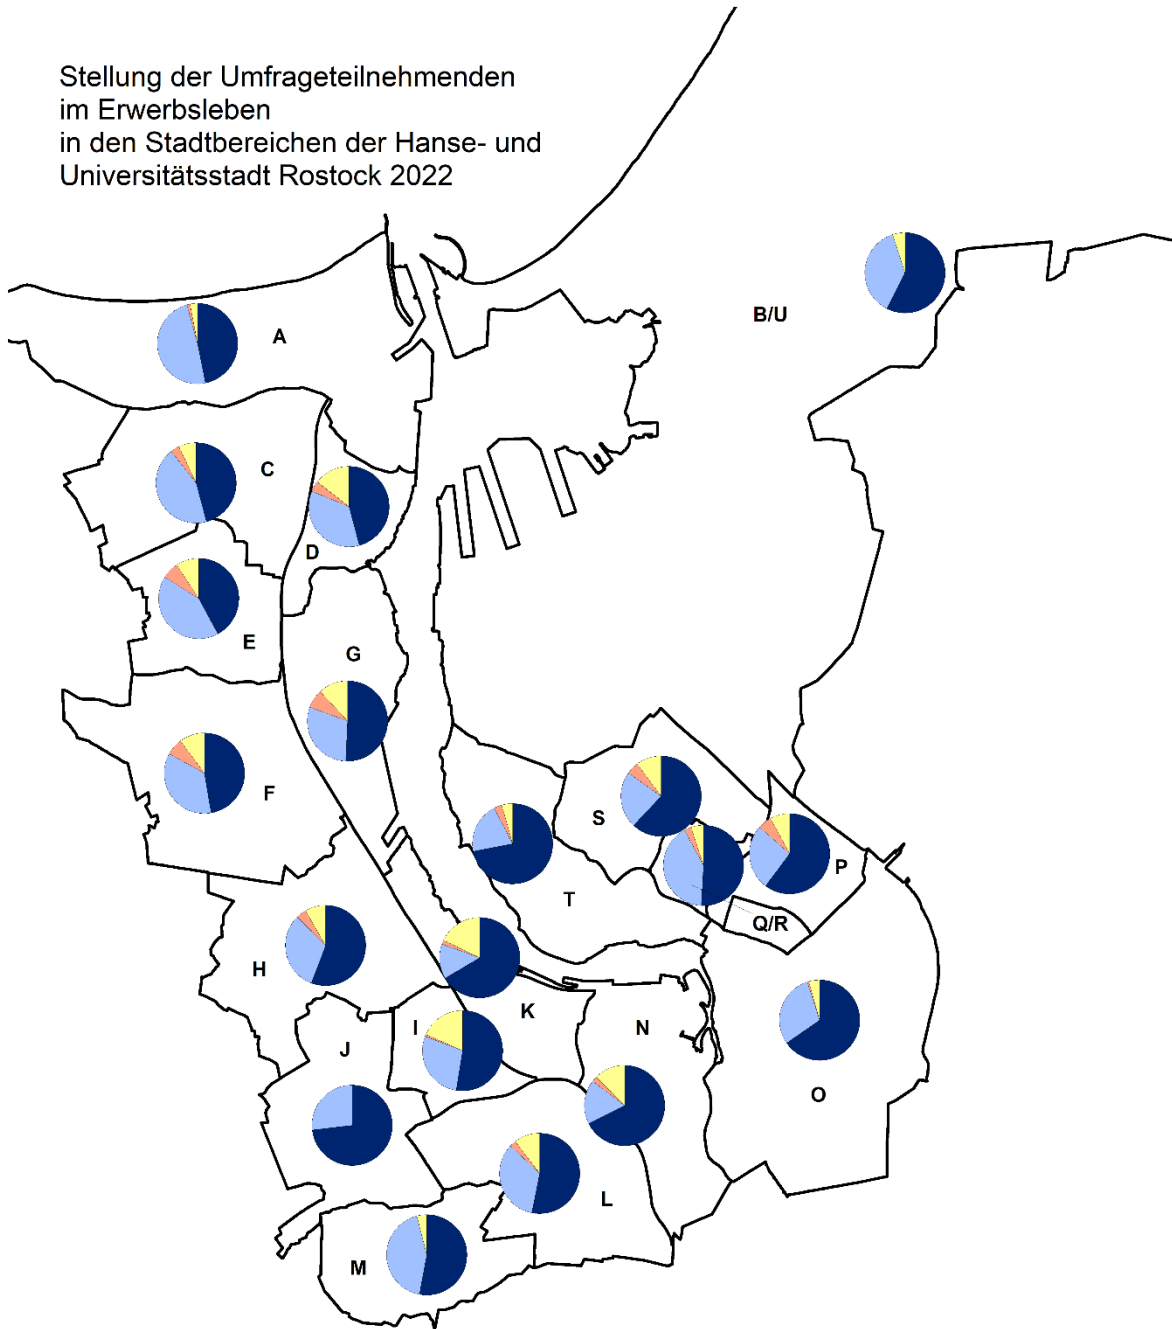 Stellung der Umfrageteilnehmenden
im Erwerbsleben
in den Stadtbereichen der Hanse- und
Universitätsstadt Rostock 2022
B/U
A
C
D
E
G
F
S
P
T
Q/R
H
K
I
N
J
O
L
M